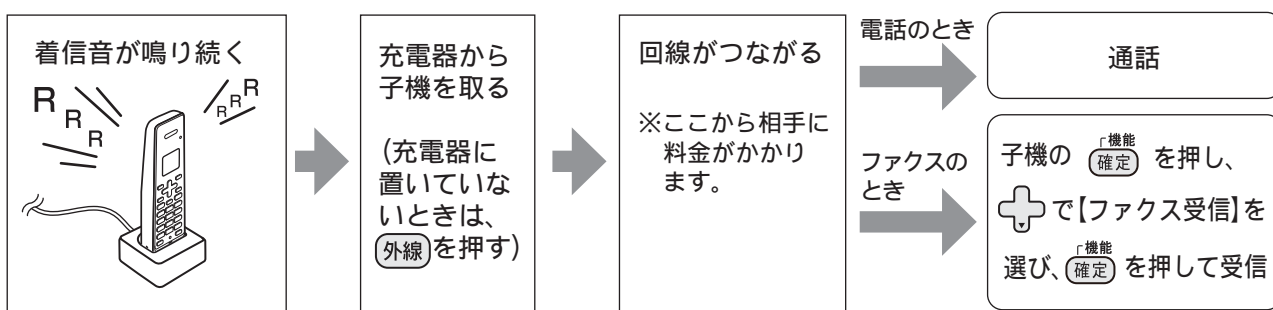 着信音が鳴り続く
R
R
R
R
R
R
充電器から
子機を取る
(充電器に
置いていな
いときは、
外線を押す)
回線がつながる
※ここから相手に
料金がかかり
ます。
電話のとき
通話
ファクスの
とき
機能
子機の 確定 を押し、
で【ファクス受信】を
機能
選び、確定 を押して受信